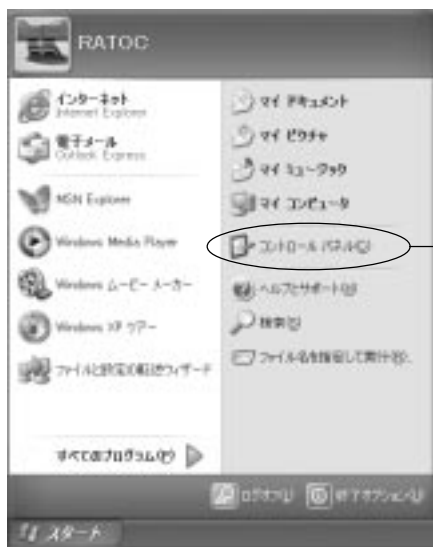 RATOC
インターネット
Internet Explorer
電子メール
Outlook Express
MSN Explorer
Windows Media Player
Windows ムービー メーカー
Windows XP ツアー
ファイルと設定の転送ウィザード
すべてのプログラム(P)
マイ ドキュメント
マイ ピクチャ
マイ ミュージック
マイ コンピュータ
コントロール パネル(C)
ヘルプとサポート(H)
検索(S)
ファイル名を指定して実行(R)...
ログオフ(L)
終了オプション(U)
スタート